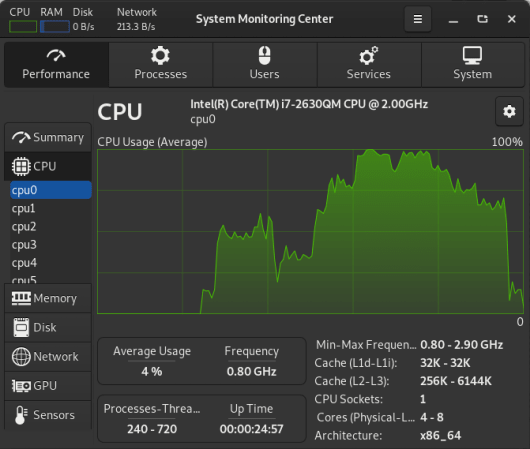 CPU RAM Disk Network
0 B/s 213.3 B/s
System Monitoring Center
Performance
Processes
Users
Services
System
Summary
CPU
cpu0
cpu1
cpu2
cpu3
cpu4
cpu5
Memory
Disk
Network
GPU
Sensors
CPU
Intel(R) Core(TM) i7-2630QM CPU @ 2.00GHz
cpu0
CPU Usage (Average) 100%
0
Average Usage Frequency
4 % 0.80 GHz
Processes-Threa... Up Time
240 - 720 00:00:24:57
Min-Max Frequen... 0.80 - 2.90 GHz
Cache (L1d-L1i): 32K - 32K
Cache (L2-L3): 256K - 6144K
CPU Sockets: 1
Cores (Physical-L... 4 - 8
Architecture: x86_64